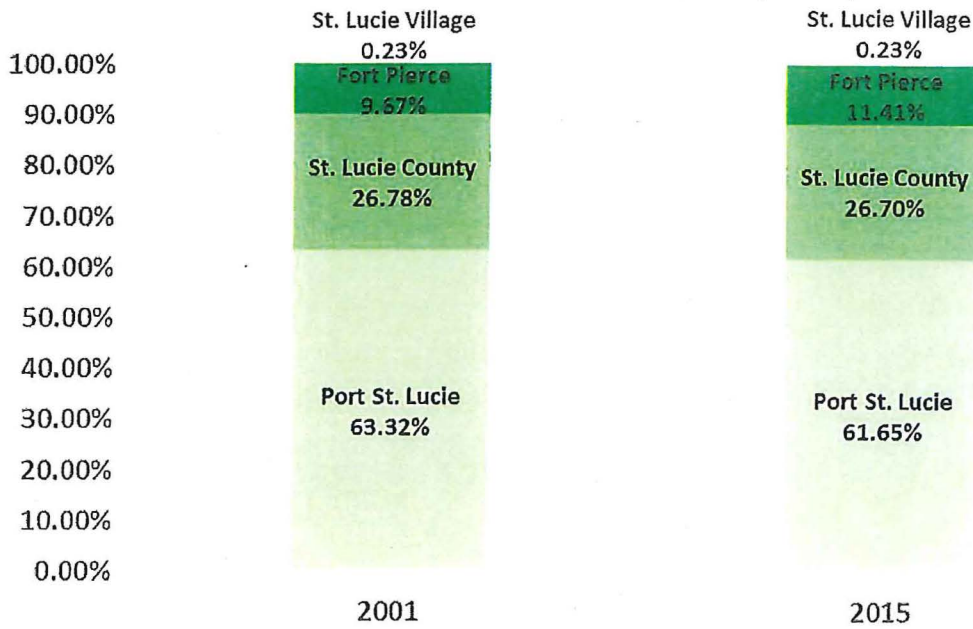 St. Lucie Village
0.23%
St. Lucie Village
0.23%
100.00%
90.00%
80.00%
70.00%
60.00%
50.00%
40.00%
30.00%
20.00%
10.00%
0.00%
Fort Pierce
9.67%
St. Lucie County
26.78%
Port St. Lucie
63.32%
Fort Pierce
11.41%
St. Lucie County
26.70%
Port St. Lucie
61.65%
2001
2015